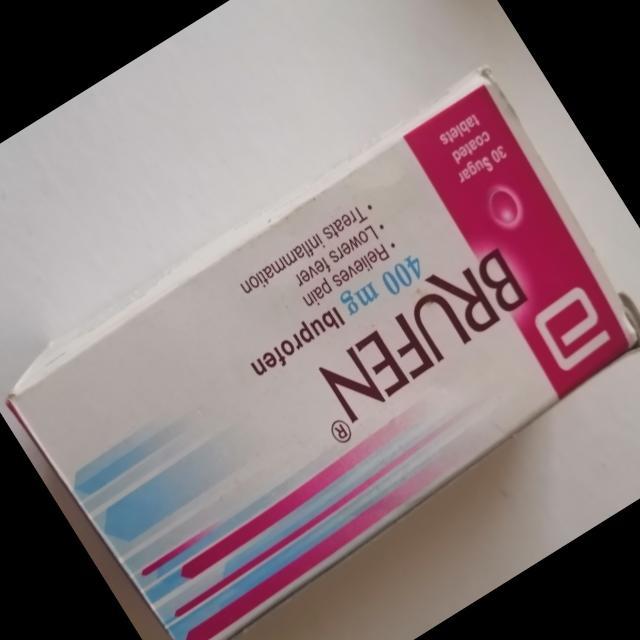 BRUFEN®
400 mg Ibuprofen
• Relieves pain
• Lowers fever
• Treats inflammation
30 Sugar
coated
tablets